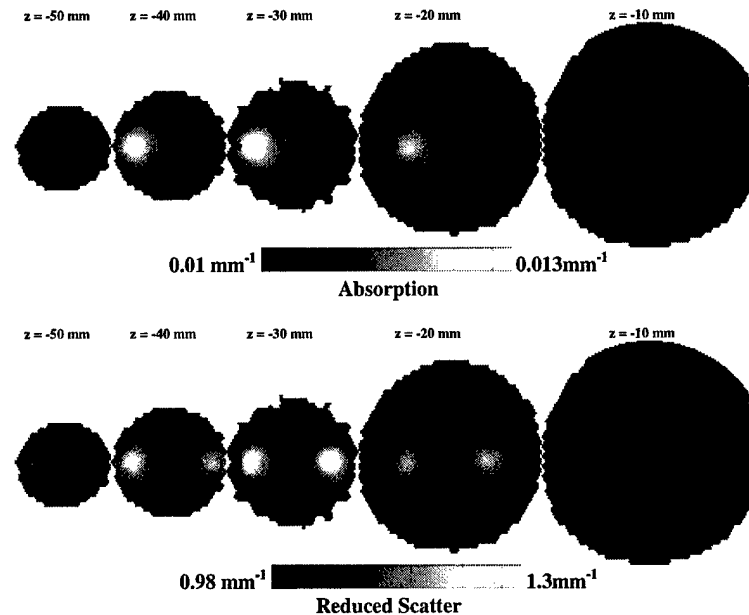 z = -50 mm z = -40 mm z = -30 mm z = -20 mm z = -10 mm
0.01 mm⁻¹ 0.013mm⁻¹
Absorption
z = -50 mm z = -40 mm z = -30 mm z = -20 mm z = -10 mm
0.98 mm⁻¹ 1.3mm⁻¹
Reduced Scatter